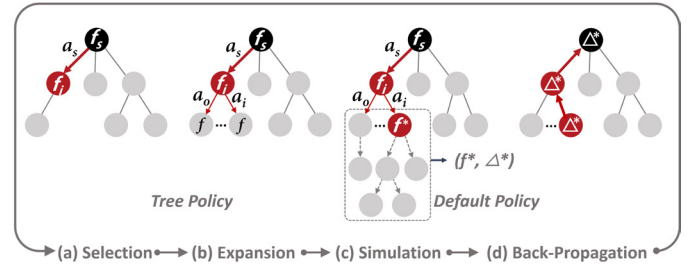 f_s
a_s
f_i
f_s
a_s
f_i
a_o
a_i
f ... f
f_s
a_s
f_i
a_o
a_i
... f*
(f*, △*)
△*
△*
... △*
Tree Policy
Default Policy
(a) Selection
(b) Expansion
(c) Simulation
(d) Back-Propagation